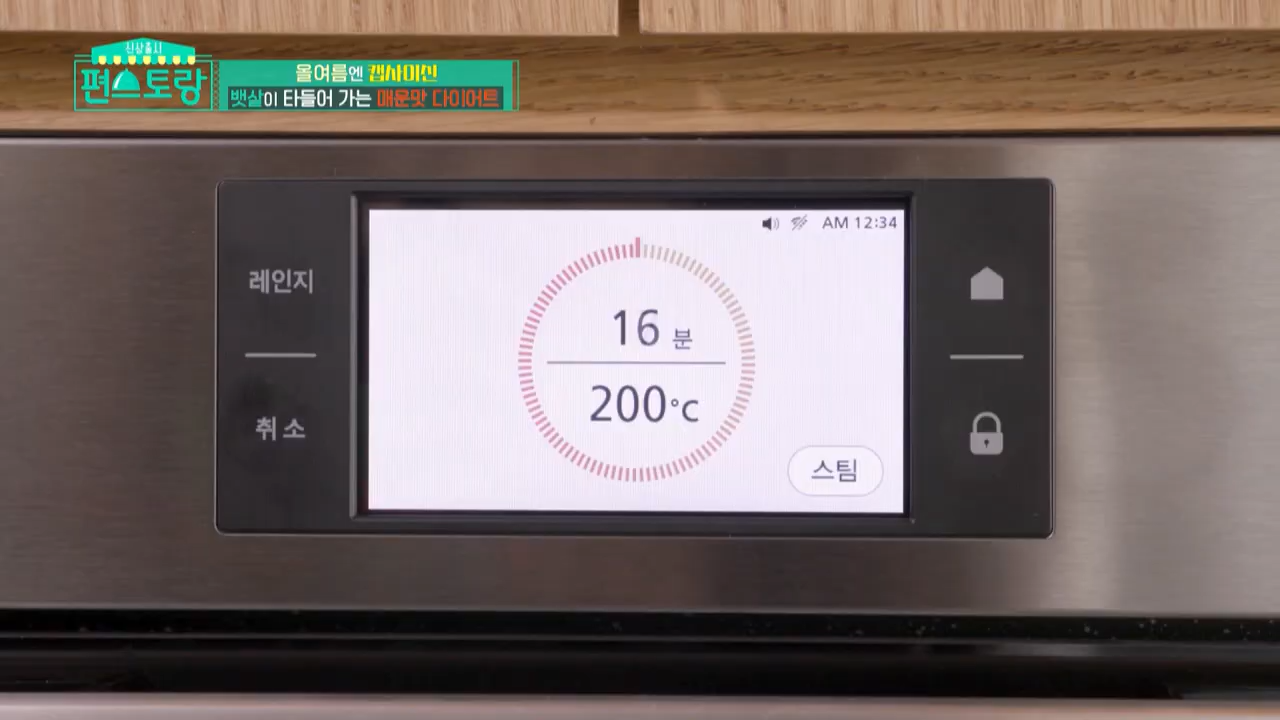 신상출시
편스토랑
올여름엔 캡사이신
뱃살이 타들어 가는 매운맛 다이어트
AM 12:34
레인지
취소
16 분
200°C
스팀